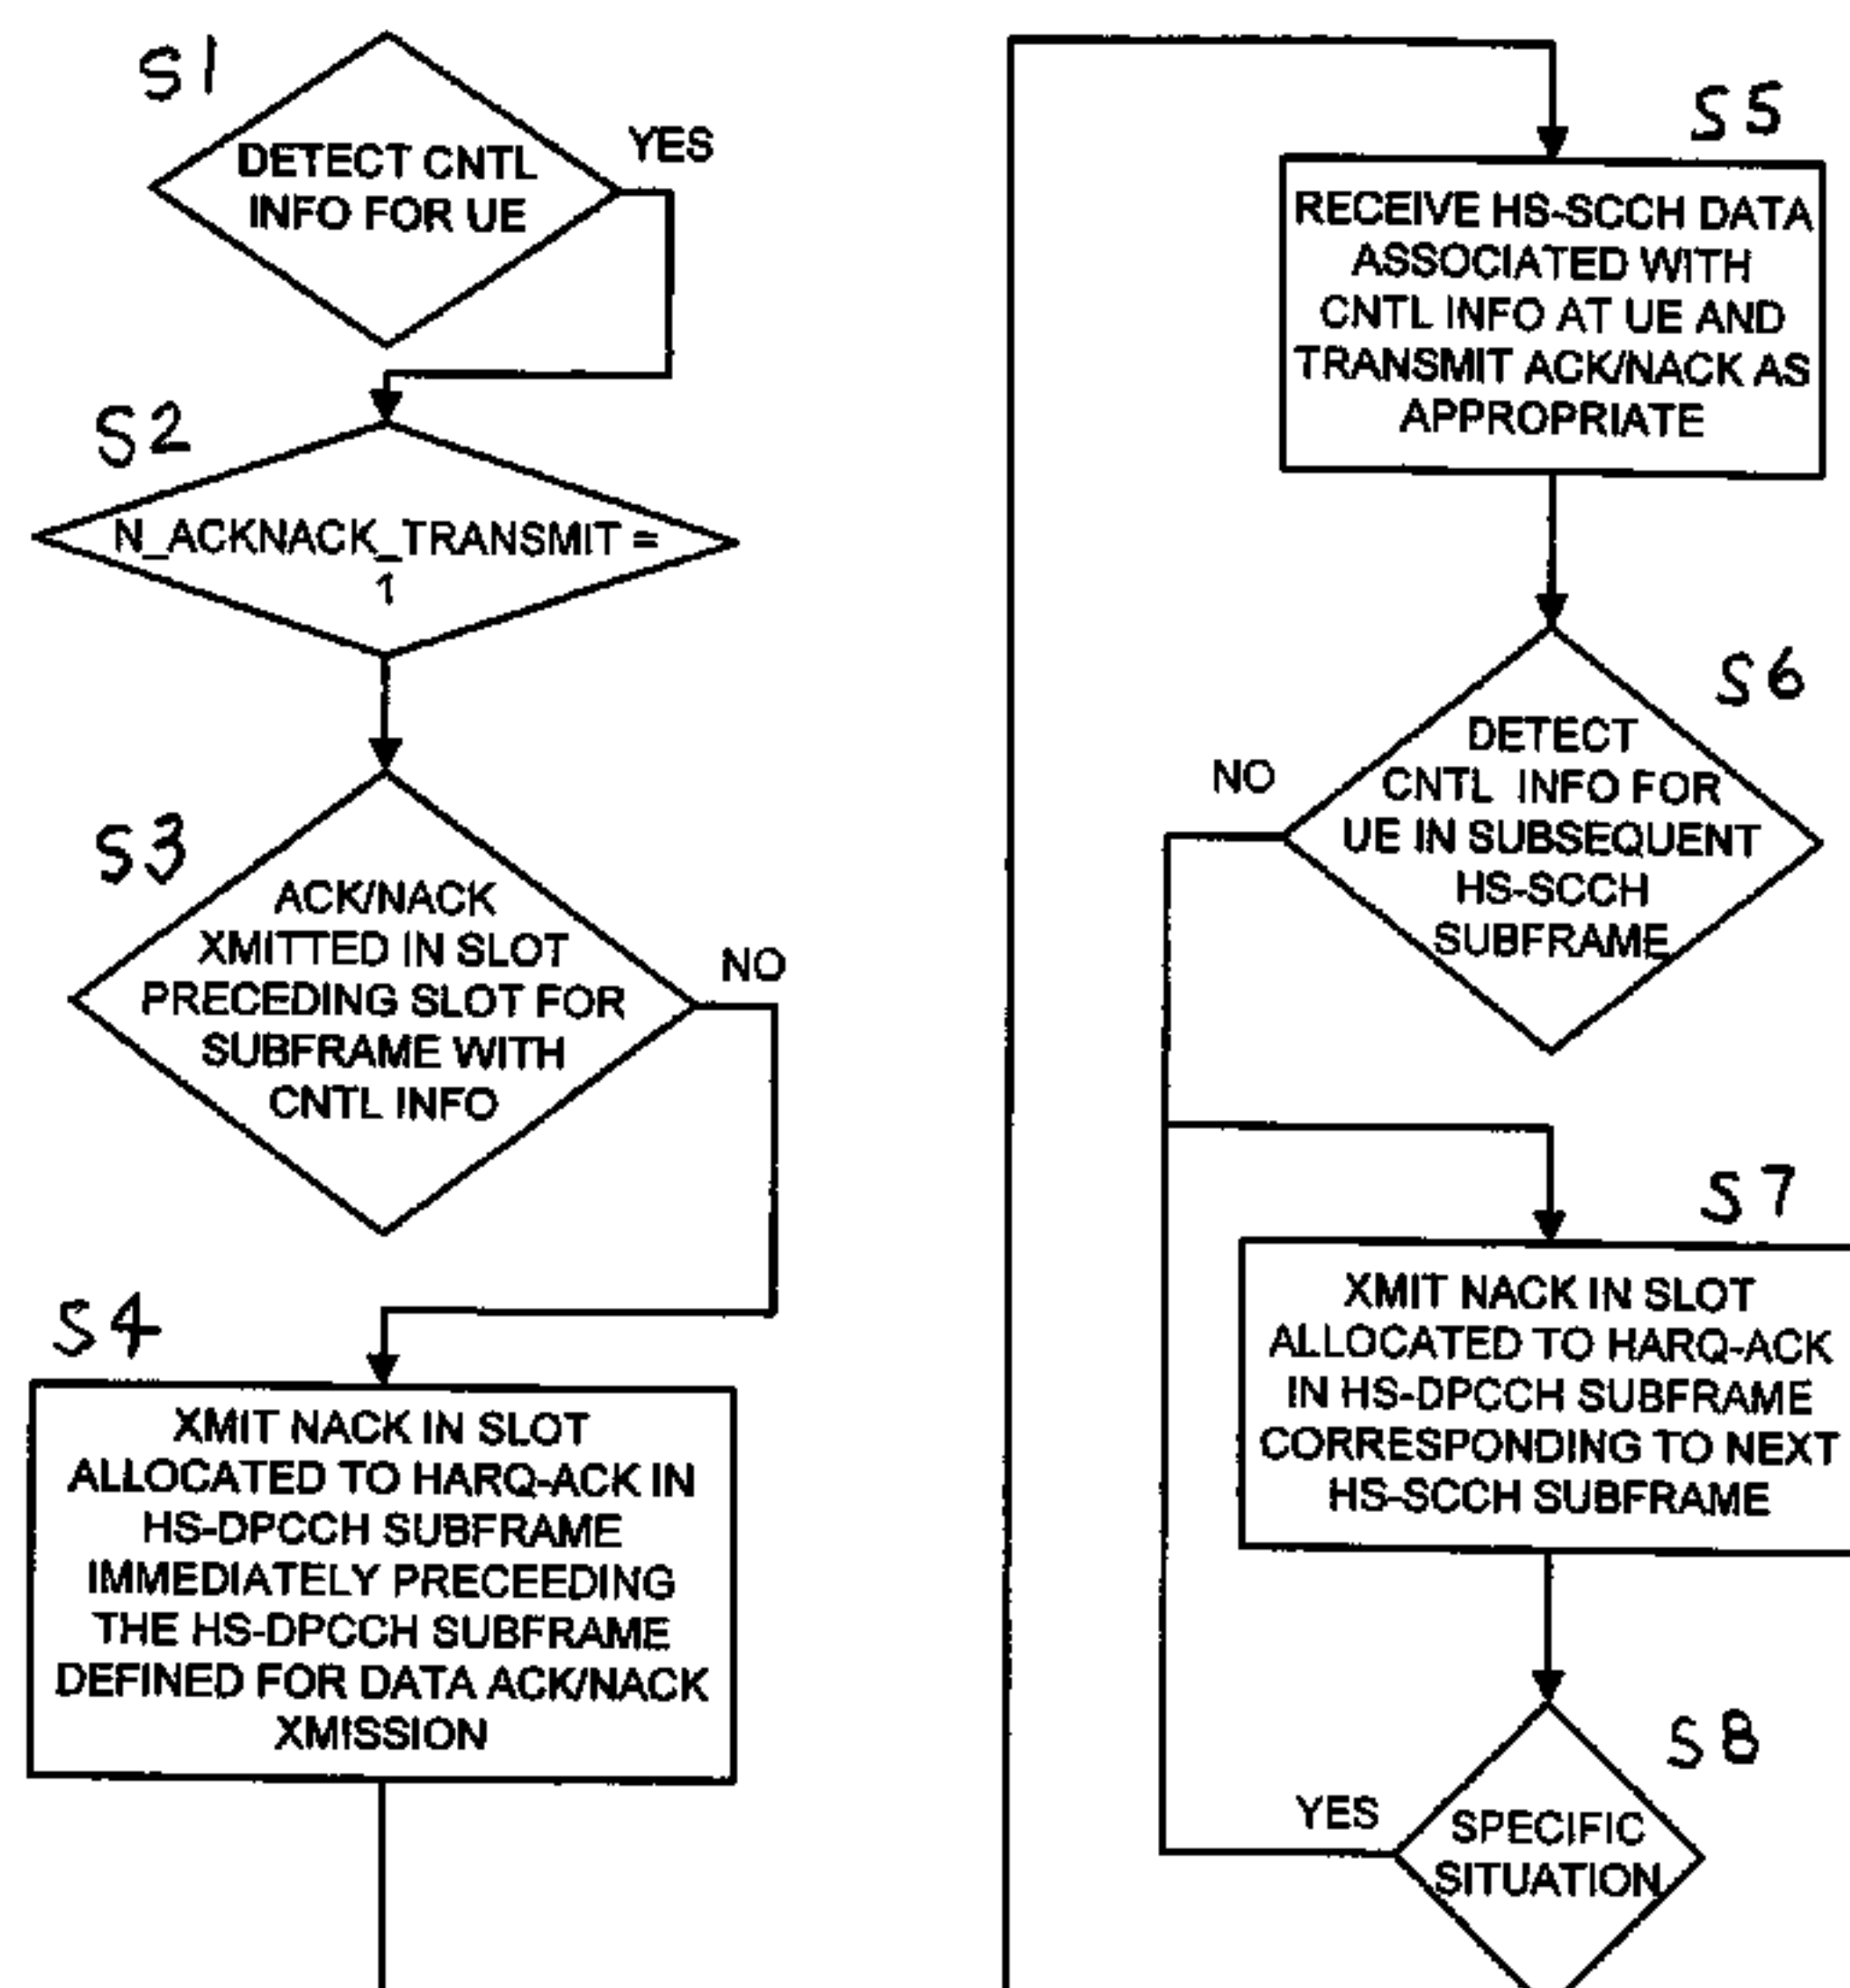 S1
DETECT CNTL
INFO FOR UE
YES
S2
N_ACKNACK_TRANSMIT =
1
S3
ACK/NACK
XMITTED IN SLOT
PRECEDING SLOT FOR
SUBFRAME WITH
CNTL INFO
NO
S4
XMIT NACK IN SLOT
ALLOCATED TO HARQ-ACK IN
HS-DPCCH SUBFRAME
IMMEDIATELY PRECEEDING
THE HS-DPCCH SUBFRAME
DEFINED FOR DATA ACK/NACK
XMISSION
S5
RECEIVE HS-SCCH DATA
ASSOCIATED WITH
CNTL INFO AT UE AND
TRANSMIT ACK/NACK AS
APPROPRIATE
S6
DETECT
CNTL INFO FOR
UE IN SUBSEQUENT
HS-SCCH
SUBFRAME
NO
S7
XMIT NACK IN SLOT
ALLOCATED TO HARQ-ACK
IN HS-DPCCH SUBFRAME
CORRESPONDING TO NEXT
HS-SCCH SUBFRAME
S8
YES
SPECIFIC
SITUATION